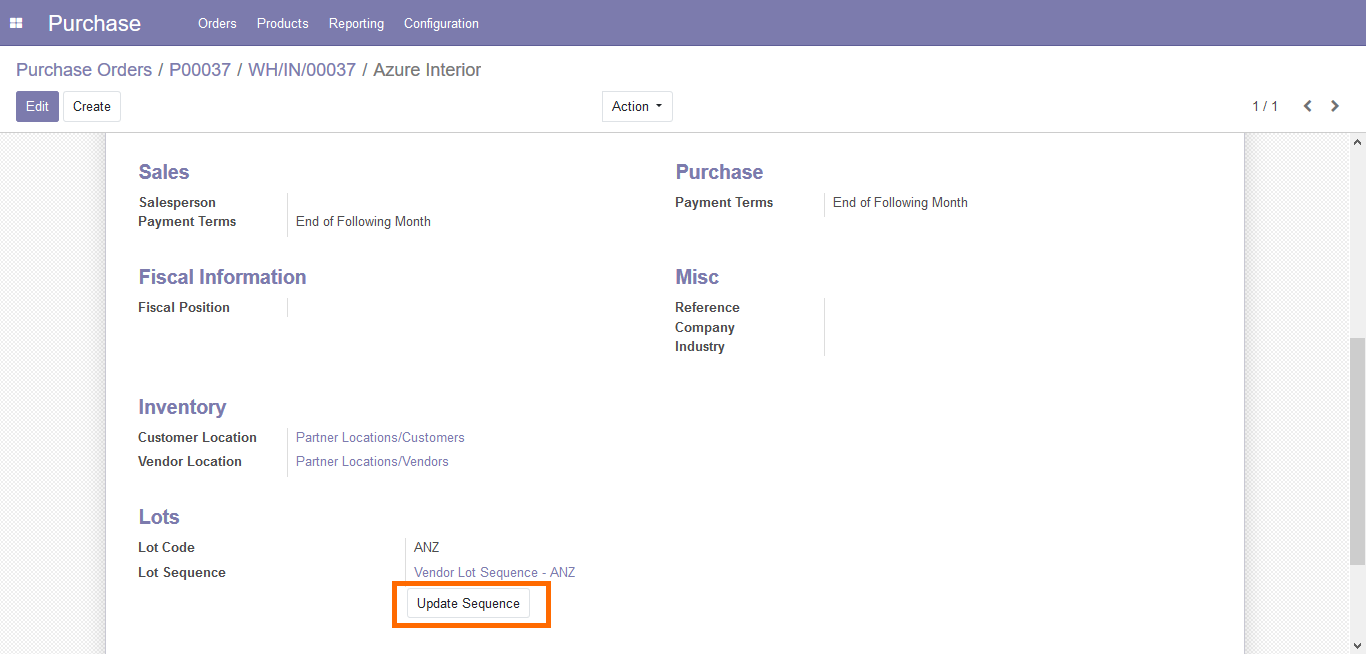 Purchase Orders Products Reporting Configuration
Purchase Orders / P00037 / WH/IN/00037 / Azure Interior
Edit Create Action 1 / 1
Sales
Salesperson
Payment Terms End of Following Month
Purchase
Payment Terms End of Following Month
Fiscal Information
Fiscal Position
Misc
Reference
Company
Industry
Inventory
Customer Location Partner Locations/Customers
Vendor Location Partner Locations/Vendors
Lots
Lot Code ANZ
Lot Sequence Vendor Lot Sequence - ANZ
Update Sequence